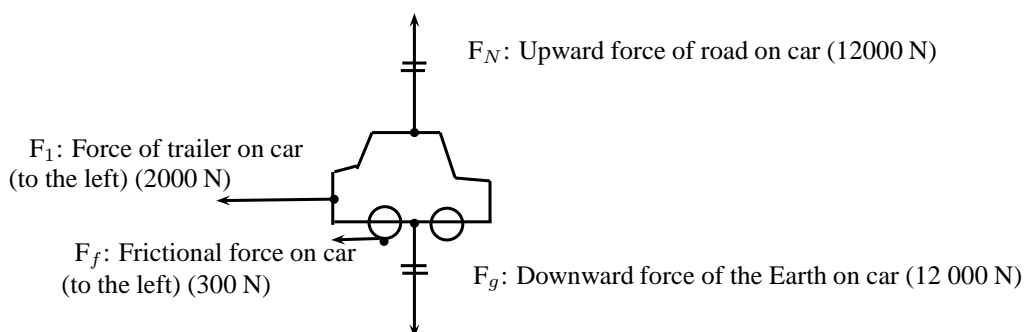 F_N: Upward force of road on car (12000 N)
F_1: Force of trailer on car
(to the left) (2000 N)
F_f: Frictional force on car
(to the left) (300 N)
F_g: Downward force of the Earth on car (12 000 N)